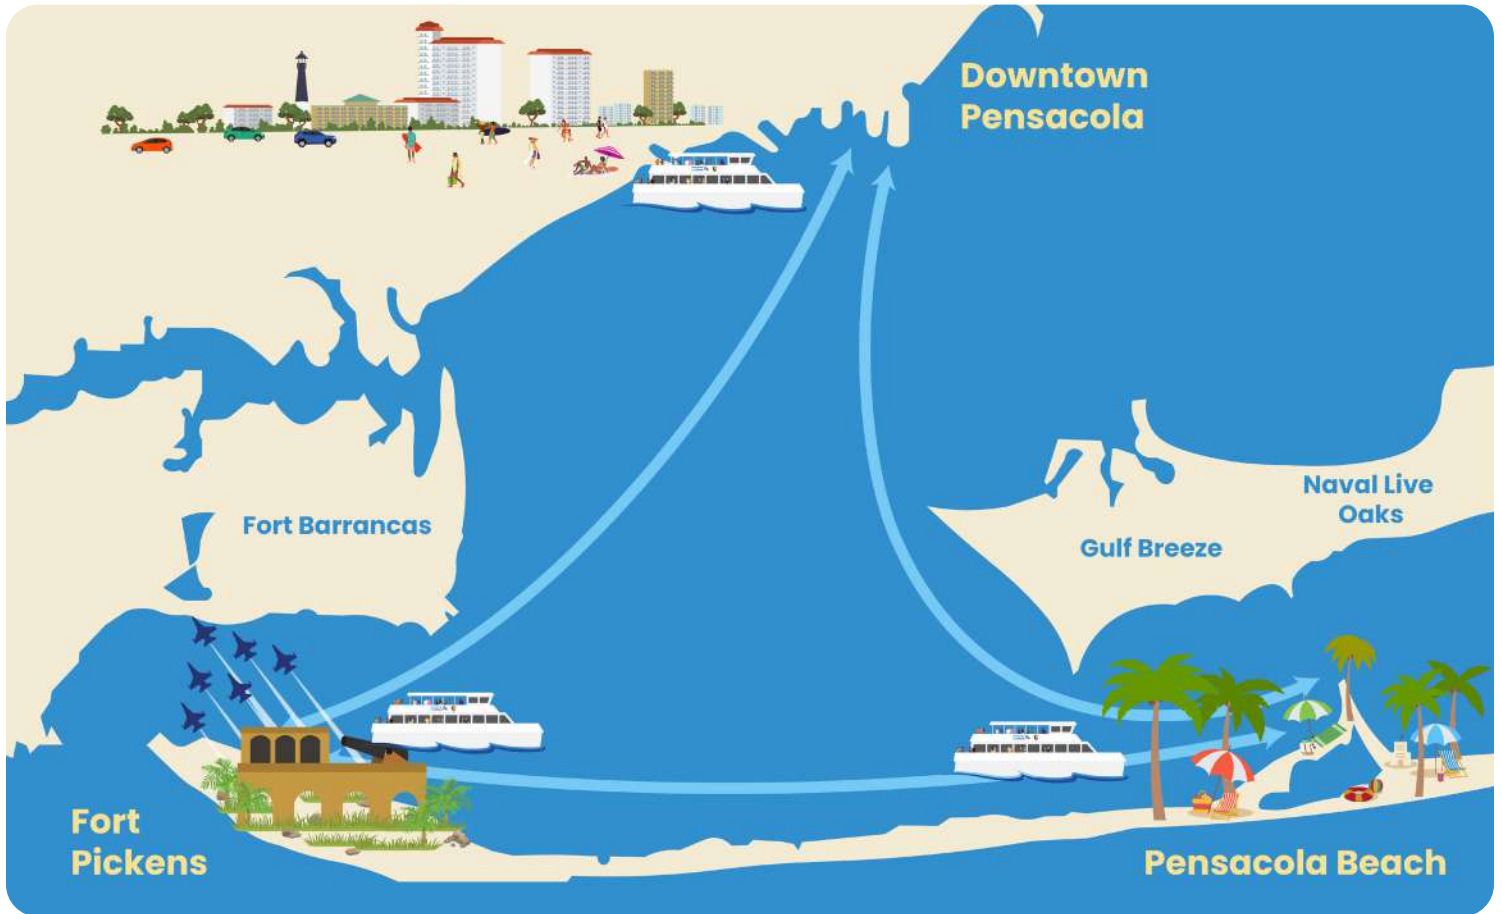 Downtown
Pensacola
Fort Barrancas
Naval Live
Oaks
Gulf Breeze
Fort
Pickens
Pensacola Beach